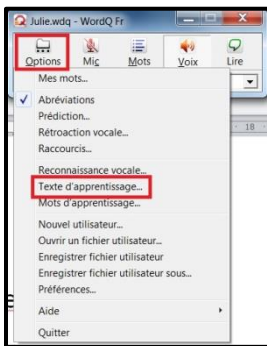 Julie.wdq - WordQ Fr
Options Mic Mots Voix Lire
Mes mots...
18
Abréviations
Prédiction...
Rétroaction vocale...
Raccourcis...
Reconnaissance vocale...
Texte d'apprentissage...
Mots d'apprentissage...
Nouvel utilisateur...
Ouvrir un fichier utilisateur...
Enregistrer fichier utilisateur
Enregistrer fichier utilisateur sous...
Préférences...
Aide
Quitter